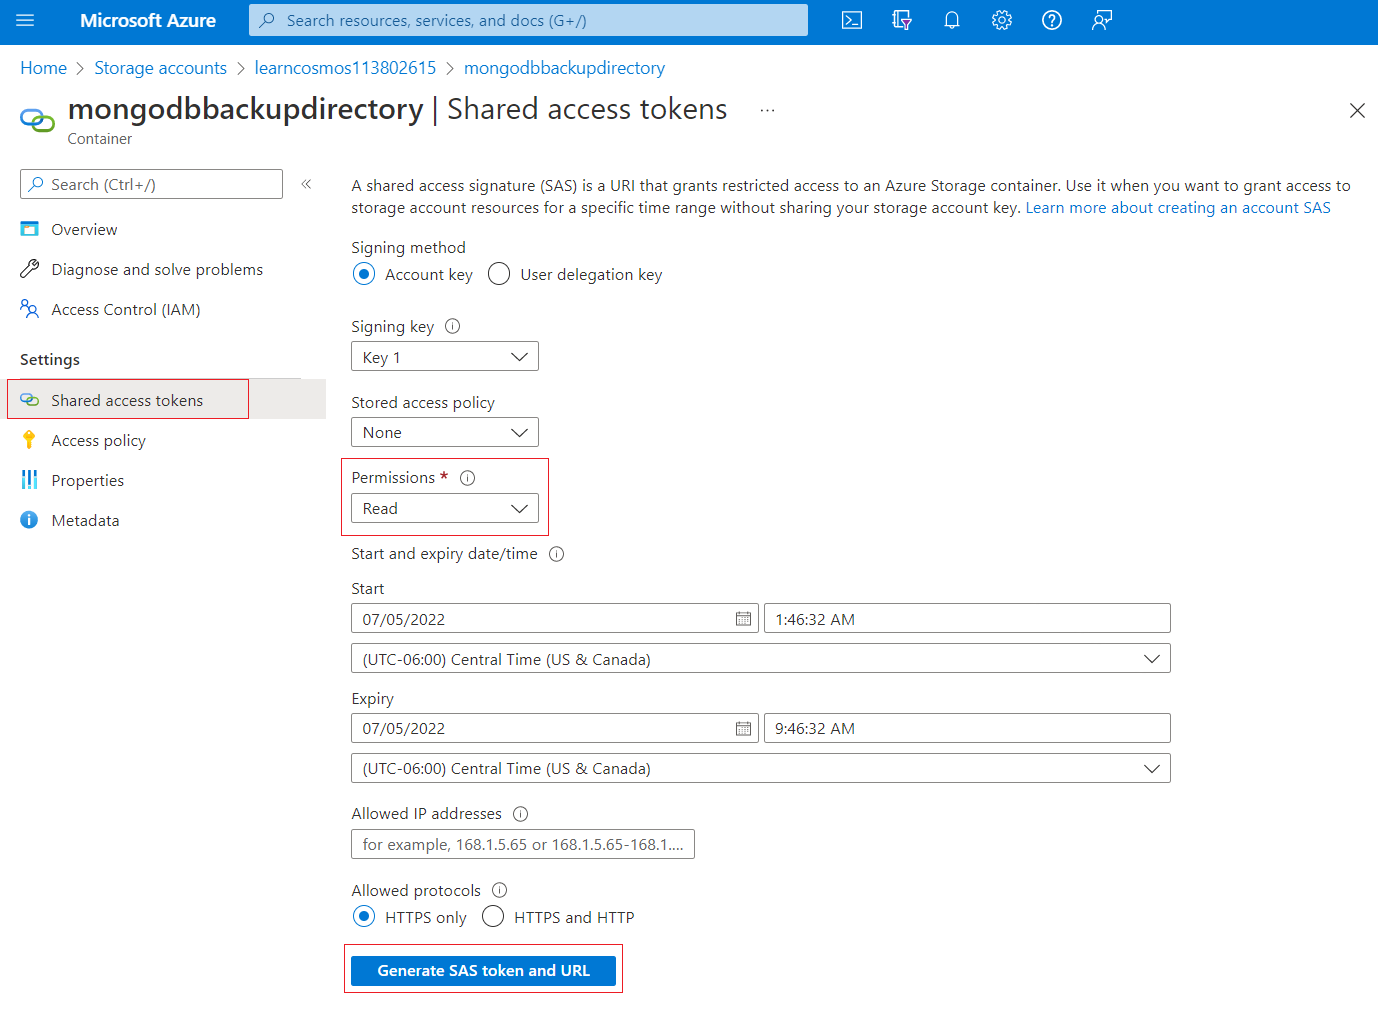 Microsoft Azure
Search resources, services, and docs (G+/)
Home > Storage accounts > learncosmos113802615 > mongodbbackupdirectory
mongodbbackupdirectory | Shared access tokens ...
Container
Search (Ctrl+/) «
Overview
Diagnose and solve problems
Access Control (IAM)
Settings
Shared access tokens
Access policy
Properties
Metadata
A shared access signature (SAS) is a URI that grants restricted access to an Azure Storage container. Use it when you want to grant access to
storage account resources for a specific time range without sharing your storage account key. Learn more about creating an account SAS
Signing method
Account key User delegation key
Signing key
Key 1
Stored access policy
None
Permissions *
Read
Start and expiry date/time
Start
07/05/2022 1:46:32 AM
(UTC-06:00) Central Time (US & Canada)
Expiry
07/05/2022 9:46:32 AM
(UTC-06:00) Central Time (US & Canada)
Allowed IP addresses
for example, 168.1.5.65 or 168.1.5.65-168.1....
Allowed protocols
HTTPS only HTTPS and HTTP
Generate SAS token and URL